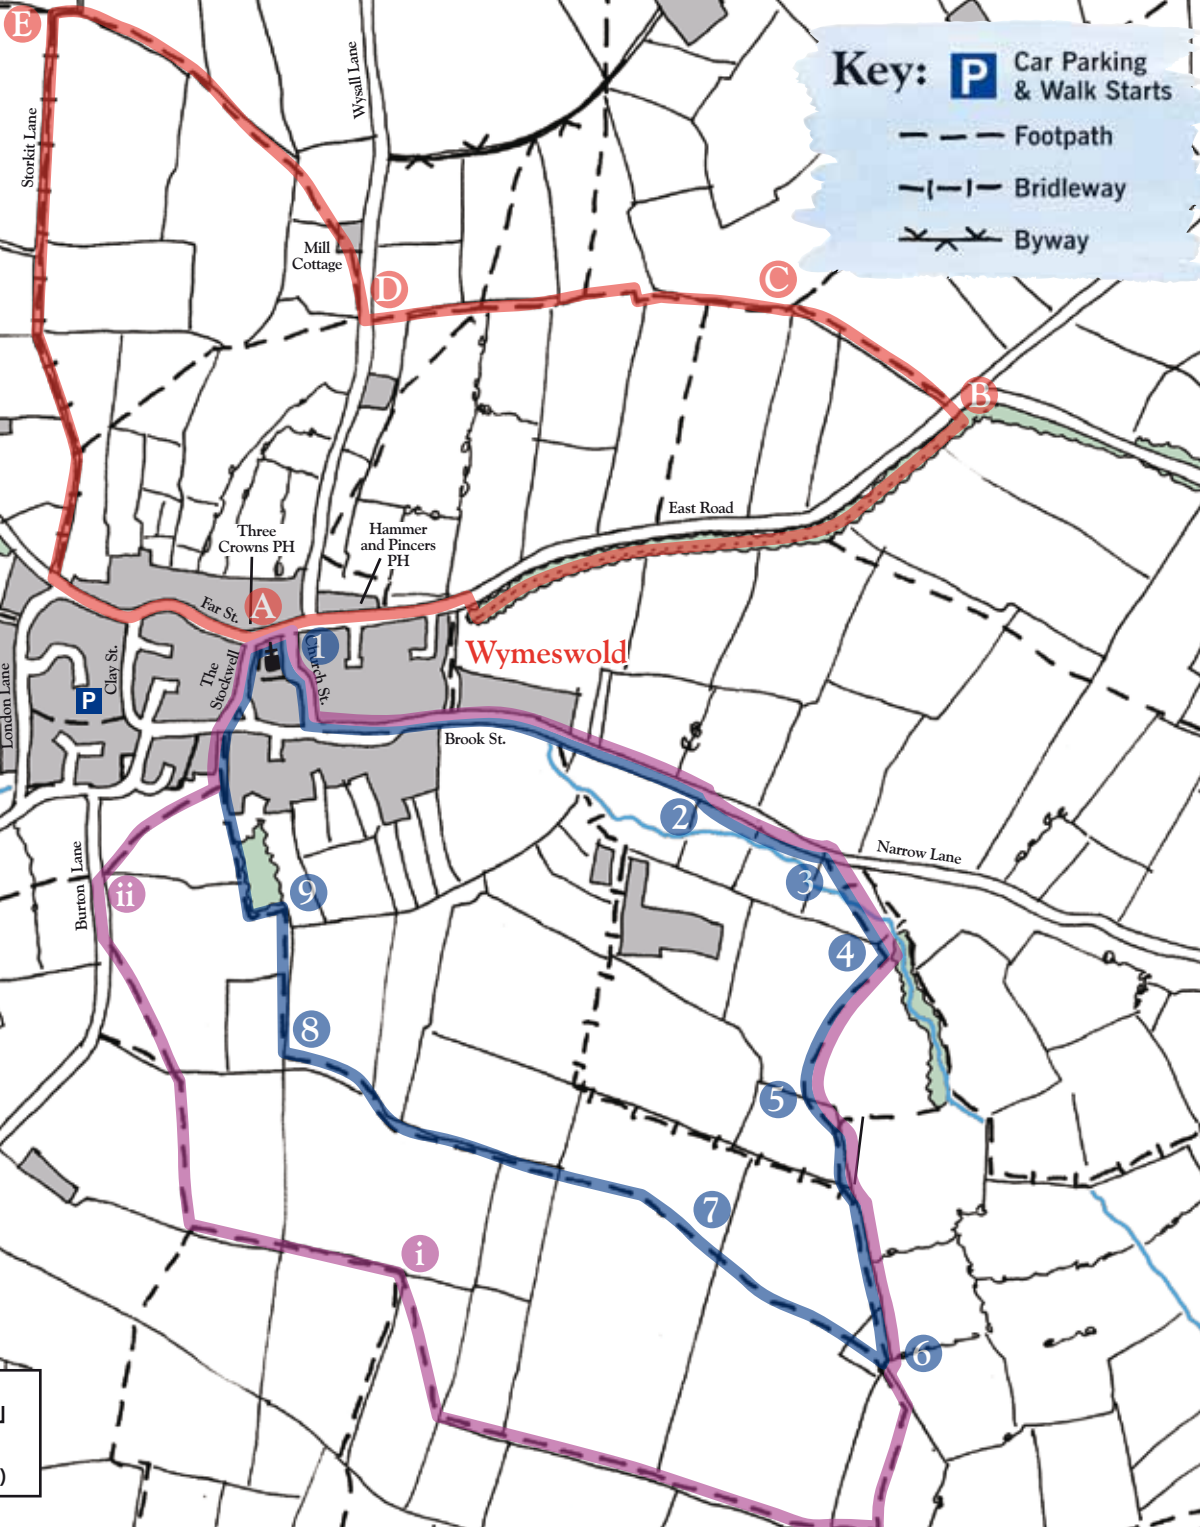 E
Storkit Lane
Wysall Lane
Key:
P
Car Parking
& Walk Starts
Footpath
Bridleway
Byway
Mill
Cottage
D
C
B
East Road
Three
Crowns PH
Hammer
and Pincers
PH
Far St.
A
1
Wymeswold
Church St.
The
Stockwell
Clay St.
P
London Lane
Brook St.
2
Narrow Lane
3
Burton Lane
ii
9
4
8
5
7
i
6
)